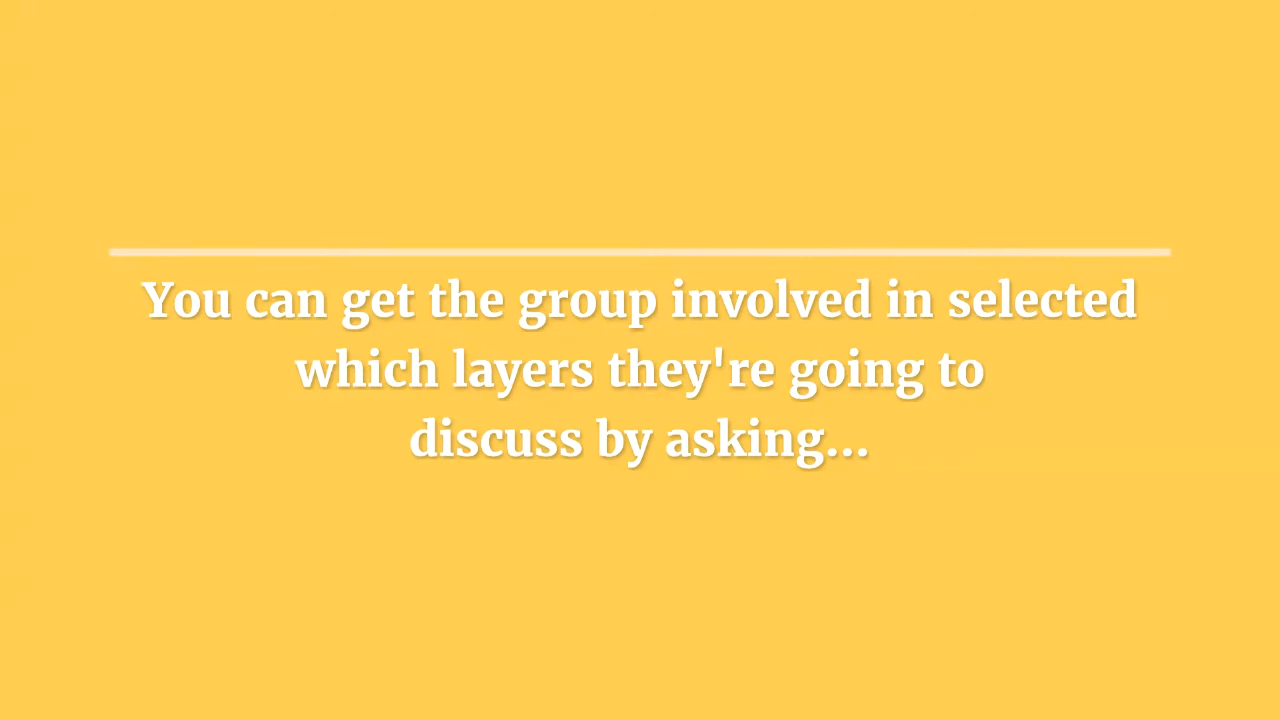 You can get the group involved in selected
which layers they're going to
discuss by asking...